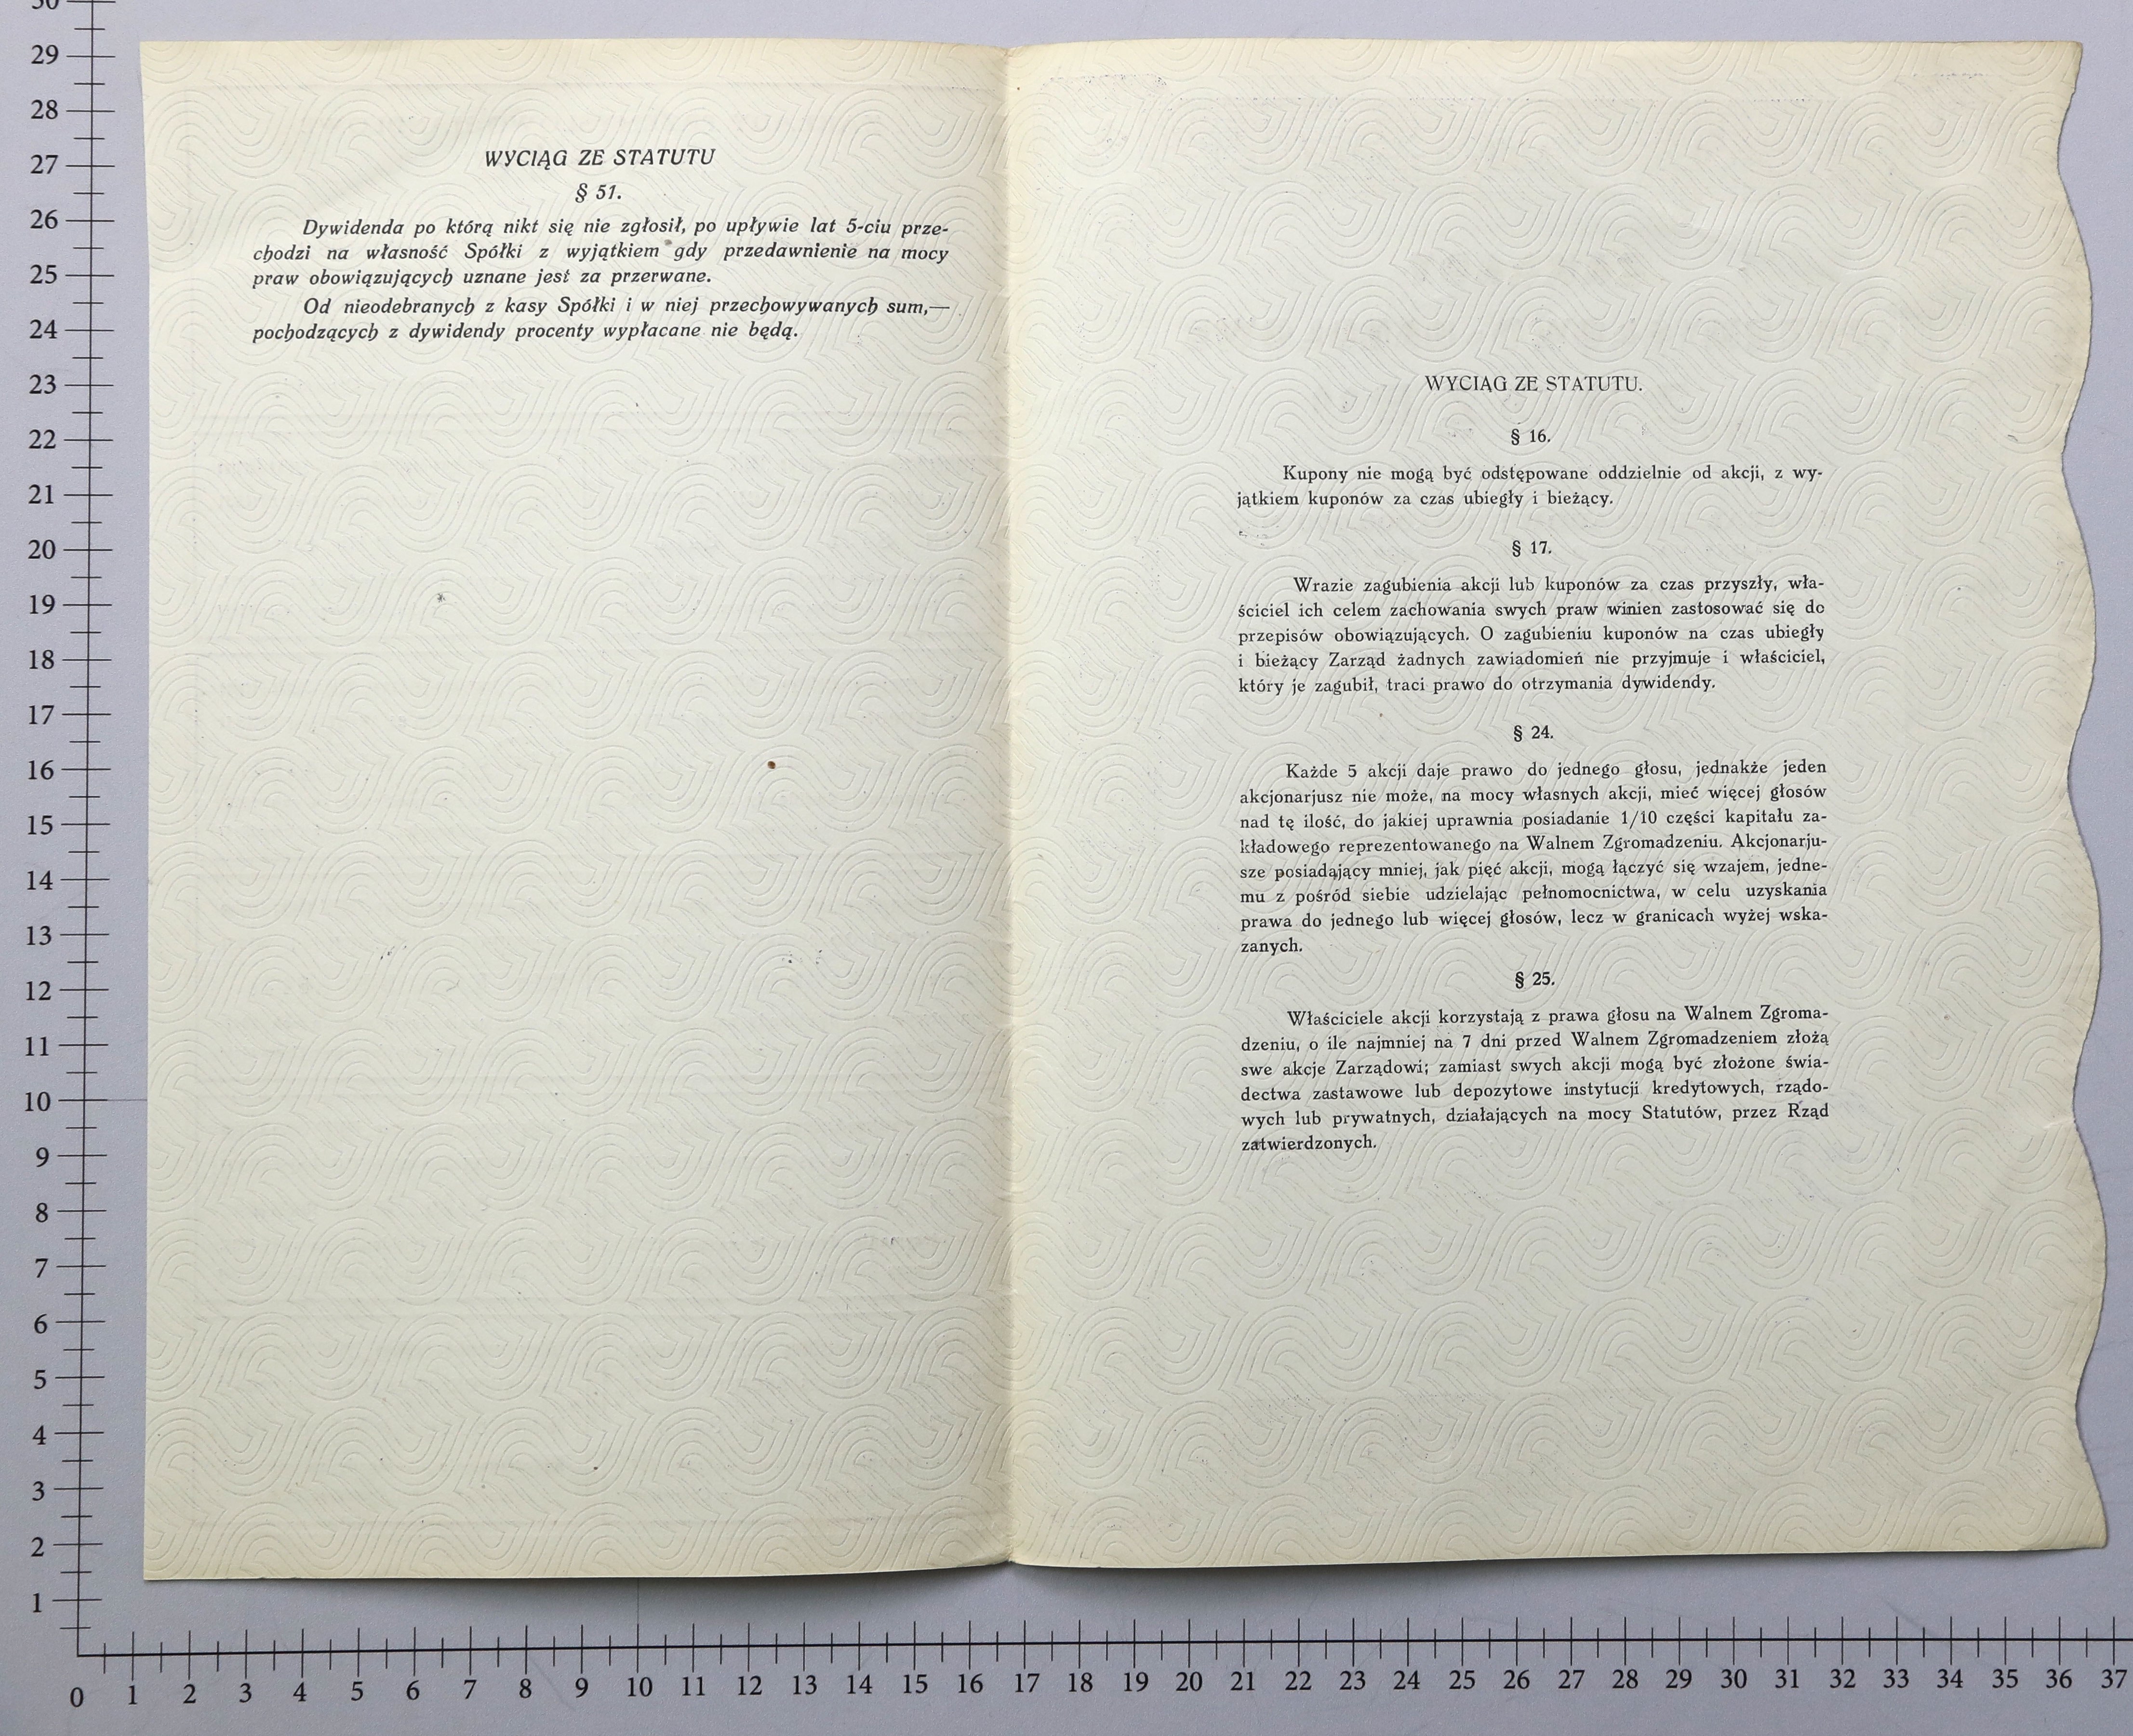 WYCIĄG ZE STATUTU
§ 51.
Dywidenda po którą nikt się nie zgłosił, po upływie lat 5-ciu prze-
chodzi na własność Spółki z wyjątkiem gdy przedawnienie na mocy
praw obowiązujących uznane jest za przerwane.
Od nieodebranych z kasy Spółki i w niej przechowywanych sum,—
pochodzących z dywidendy procenty wypłacane nie będą.
WYCIĄG ZE STATUTU.
§ 16.
Kupony nie mogą być odstępowane oddzielnie od akcji, z wy-
jątkiem kuponów za czas ubiegły i bieżący.
§ 17.
Wrazie zagubienia akcji lub kuponów za czas przyszły, wła-
ściciel ich celem zachowania swych praw winien zastosować się do
przepisów obowiązujących. O zagubieniu kuponów na czas ubiegły
i bieżący Zarząd żadnych zawiadomień nie przyjmuje i właściciel,
który je zagubił, traci prawo do otrzymania dywidendy.
§ 24.
Każde 5 akcji daje prawo do jednego głosu, jednakże jeden
akcjonarjusz nie może, na mocy własnych akcji, mieć więcej głosów
nad tę ilość, do jakiej uprawnia posiadanie 1/10 części kapitału za-
kładowego reprezentowanego na Walnem Zgromadzeniu. Akcjonarju-
sze posiadający mniej, jak pięć akcji, mogą łączyć się wzajem, jedne-
mu z pośród siebie udzielając pełnomocnictwa, w celu uzyskania
prawa do jednego lub więcej głosów, lecz w granicach wyżej wska-
zanych.
§ 25.
Właściciele akcji korzystają z prawa głosu na Walnem Zgroma-
dzeniu, o ile najmniej na 7 dni przed Walnem Zgromadzeniem złożą
swe akcje Zarządowi; zamiast swych akcji mogą być złożone świa-
dectwa zastawowe lub depozytowe instytucji kredytowych, rządo-
wych lub prywatnych, działających na mocy Statutów, przez Rząd
zatwierdzonych.
30
29
28
27
26
25
24
23
22
21
20
19
18
17
16
15
14
13
12
11
10
9
8
7
6
5
4
3
2
1
0 1 2 3 4 5 6 7 8 9 10 11 12 13 14 15 16 17 18 19 20 21 22 23 24 25 26 27 28 29 30 31 32 33 34 35 36 37